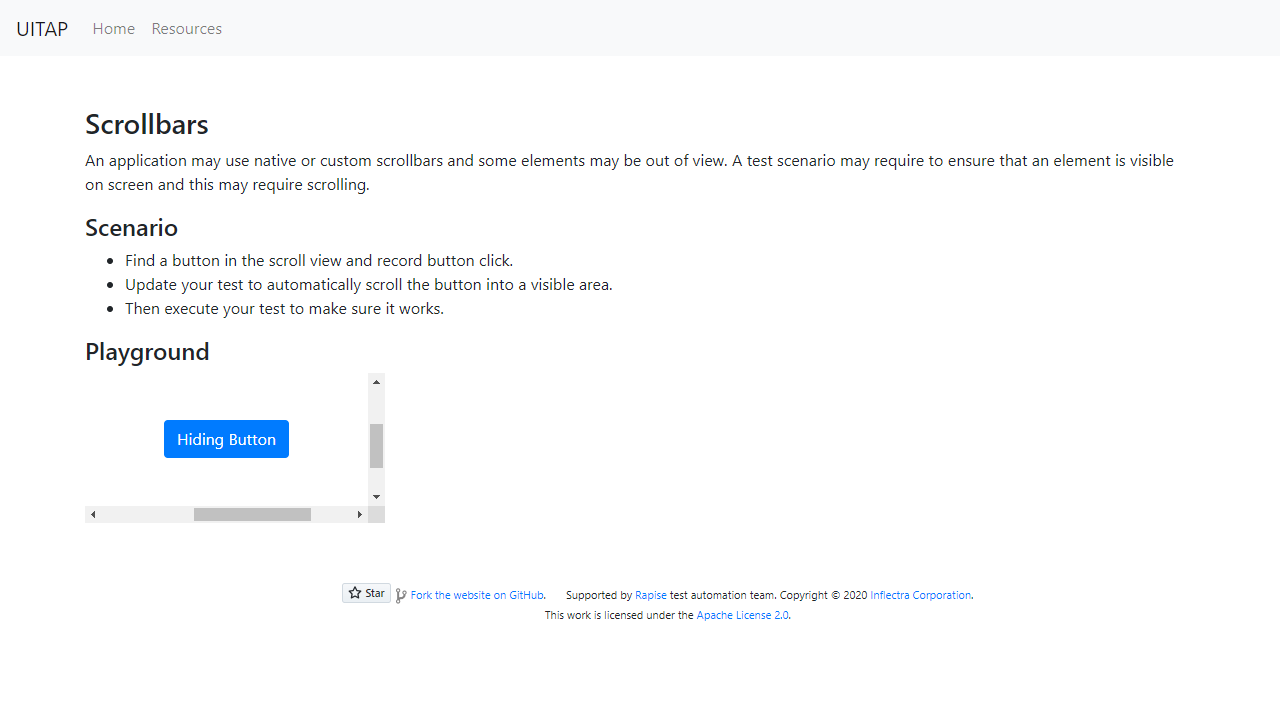 UITAP Home Resources
Scrollbars
An application may use native or custom scrollbars and some elements may be out of view. A test scenario may require to ensure that an element is visible
on screen and this may require scrolling.
Scenario
Find a button in the scroll view and record button click.
Update your test to automatically scroll the button into a visible area.
Then execute your test to make sure it works.
Playground
Hiding Button
Star Fork the website on GitHub. Supported by Rapise test automation team. Copyright © 2020 Inflectra Corporation.
This work is licensed under the Apache License 2.0.